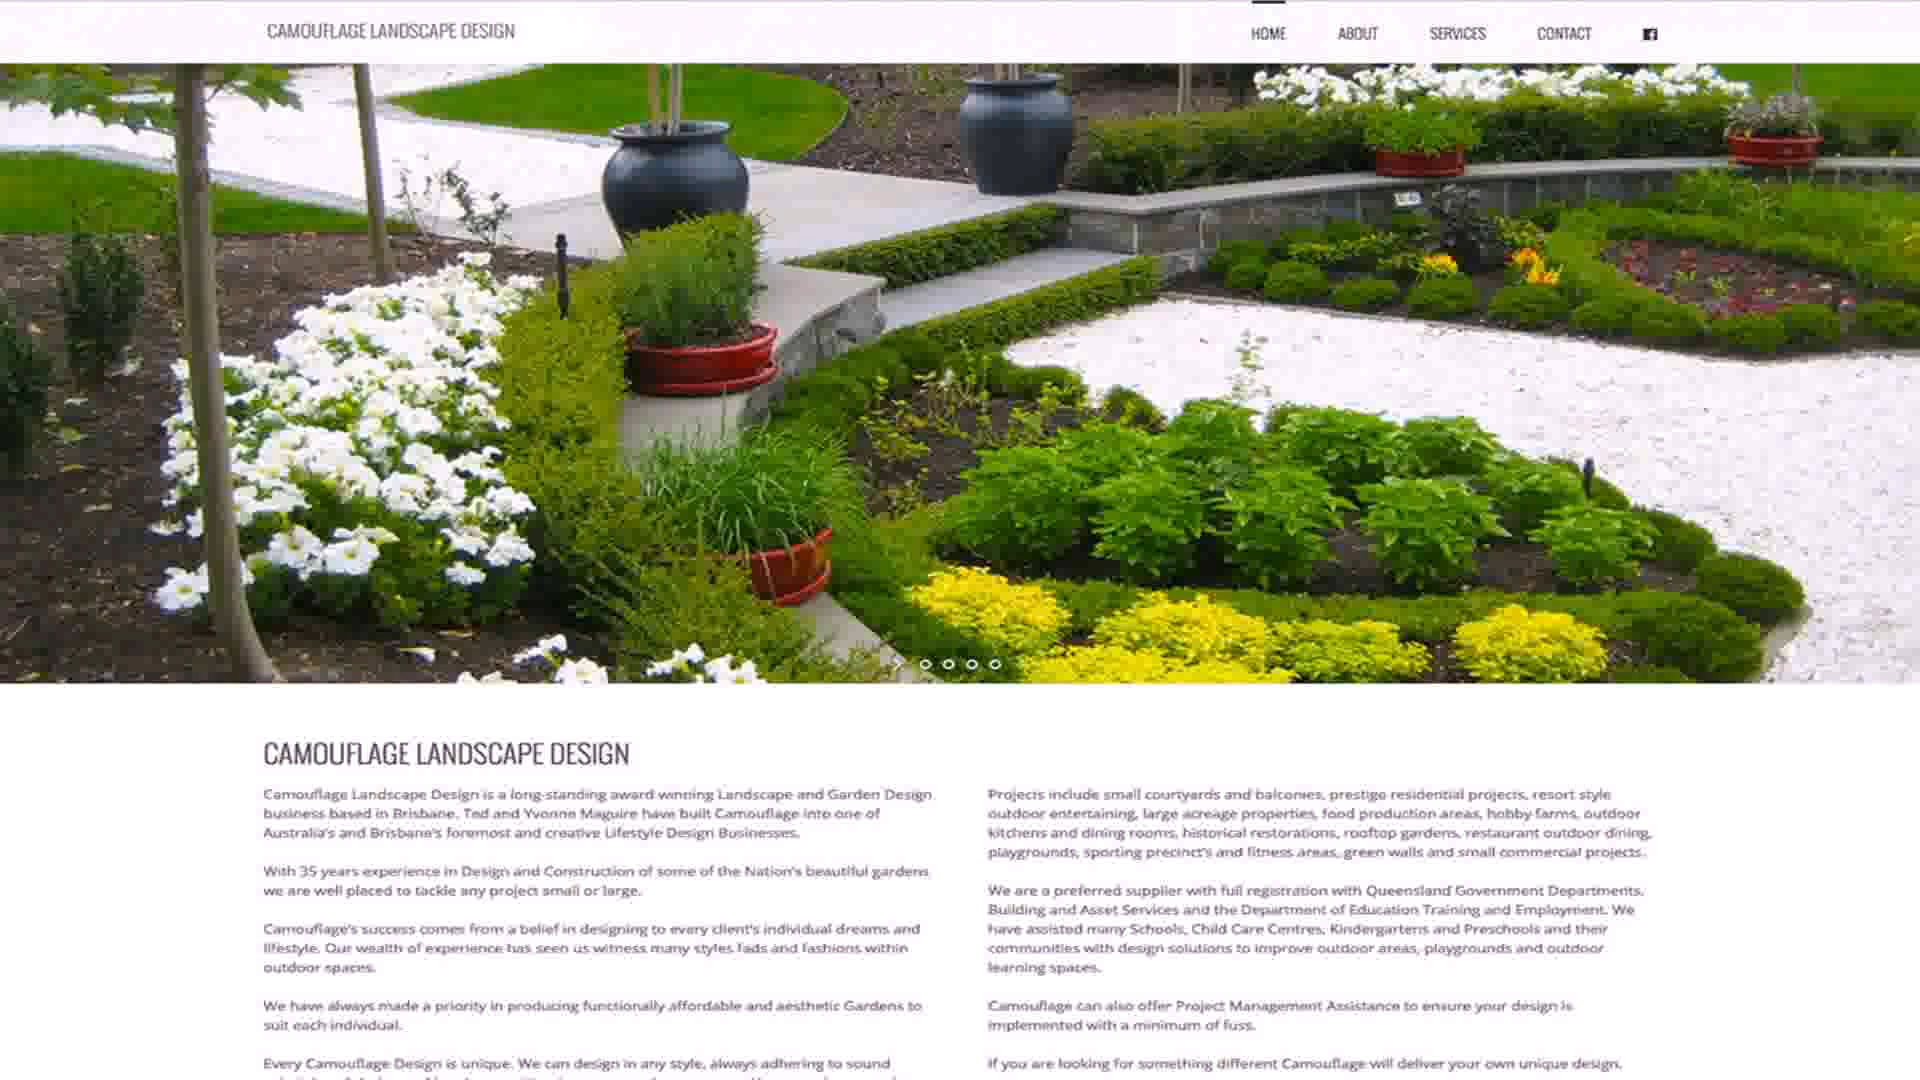 CAMOUFLAGE LANDSCAPE DESIGN
HOME ABOUT SERVICES CONTACT
CAMOUFLAGE LANDSCAPE DESIGN
Camouflage Landscape Design is a long-standing award winning Landscape and Garden Design
business based in Brisbane. Ted and Yvonne Maguire have built Camouflage into one of
Australia's and Brisbane's foremost and creative Lifestyle Design Businesses.
With 35 years experience in Design and Construction of some of the Nation's beautiful gardens
we are well placed to tackle any project small or large.
Camouflage's success comes from a belief in designing to every client's individual dreams and
lifestyle. Our wealth of experience has seen us witness many styles fads and fashions within
outdoor spaces.
We have always made a priority in producing functionally affordable and aesthetic Gardens to
suit each individual.
Every Camouflage Design is unique. We can design in any style, always adhering to sound
Projects include small courtyards and balconies, prestige residential projects, resort style
outdoor entertaining, large acreage properties, food production areas, hobby farms, outdoor
kitchens and dining rooms, historical restorations, rooftop gardens, restaurant outdoor dining,
playgrounds, sporting precinct's and fitness areas, green walls and small commercial projects.
We are a preferred supplier with full registration with Queensland Government Departments,
Building and Asset Services and the Department of Education Training and Employment. We
have assisted many Schools, Child Care Centres, Kindergartens and Preschools and their
communities with design solutions to improve outdoor areas, playgrounds and outdoor
learning spaces.
Camouflage can also offer Project Management Assistance to ensure your design is
implemented with a minimum of fuss.
If you are looking for something different Camouflage will deliver your own unique design.